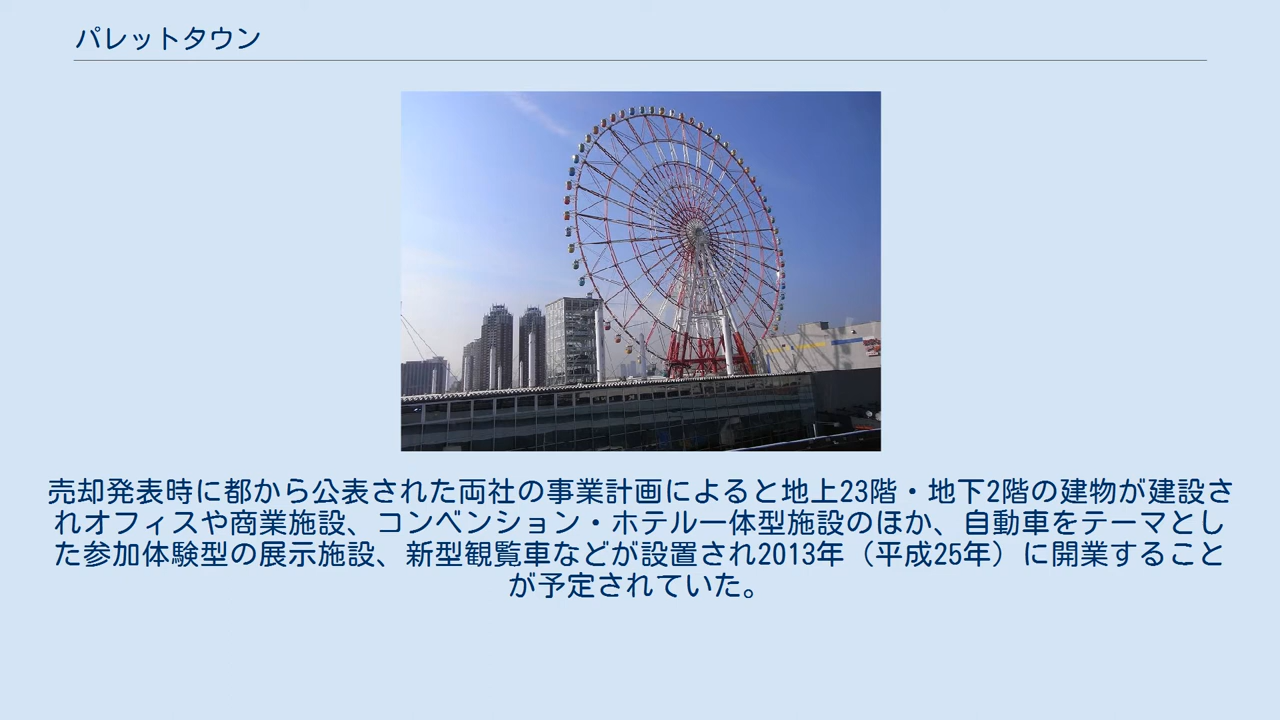 パレットタウン
売却発表時に都から公表された両社の事業計画によると地上23階・地下2階の建物が建設さ
れオフィスや商業施設、コンベンション・ホテル一体型施設のほか、自動車をテーマとし
た参加体験型の展示施設、新型観覧車などが設置され2013年（平成25年）に開業すること
が予定されていた。